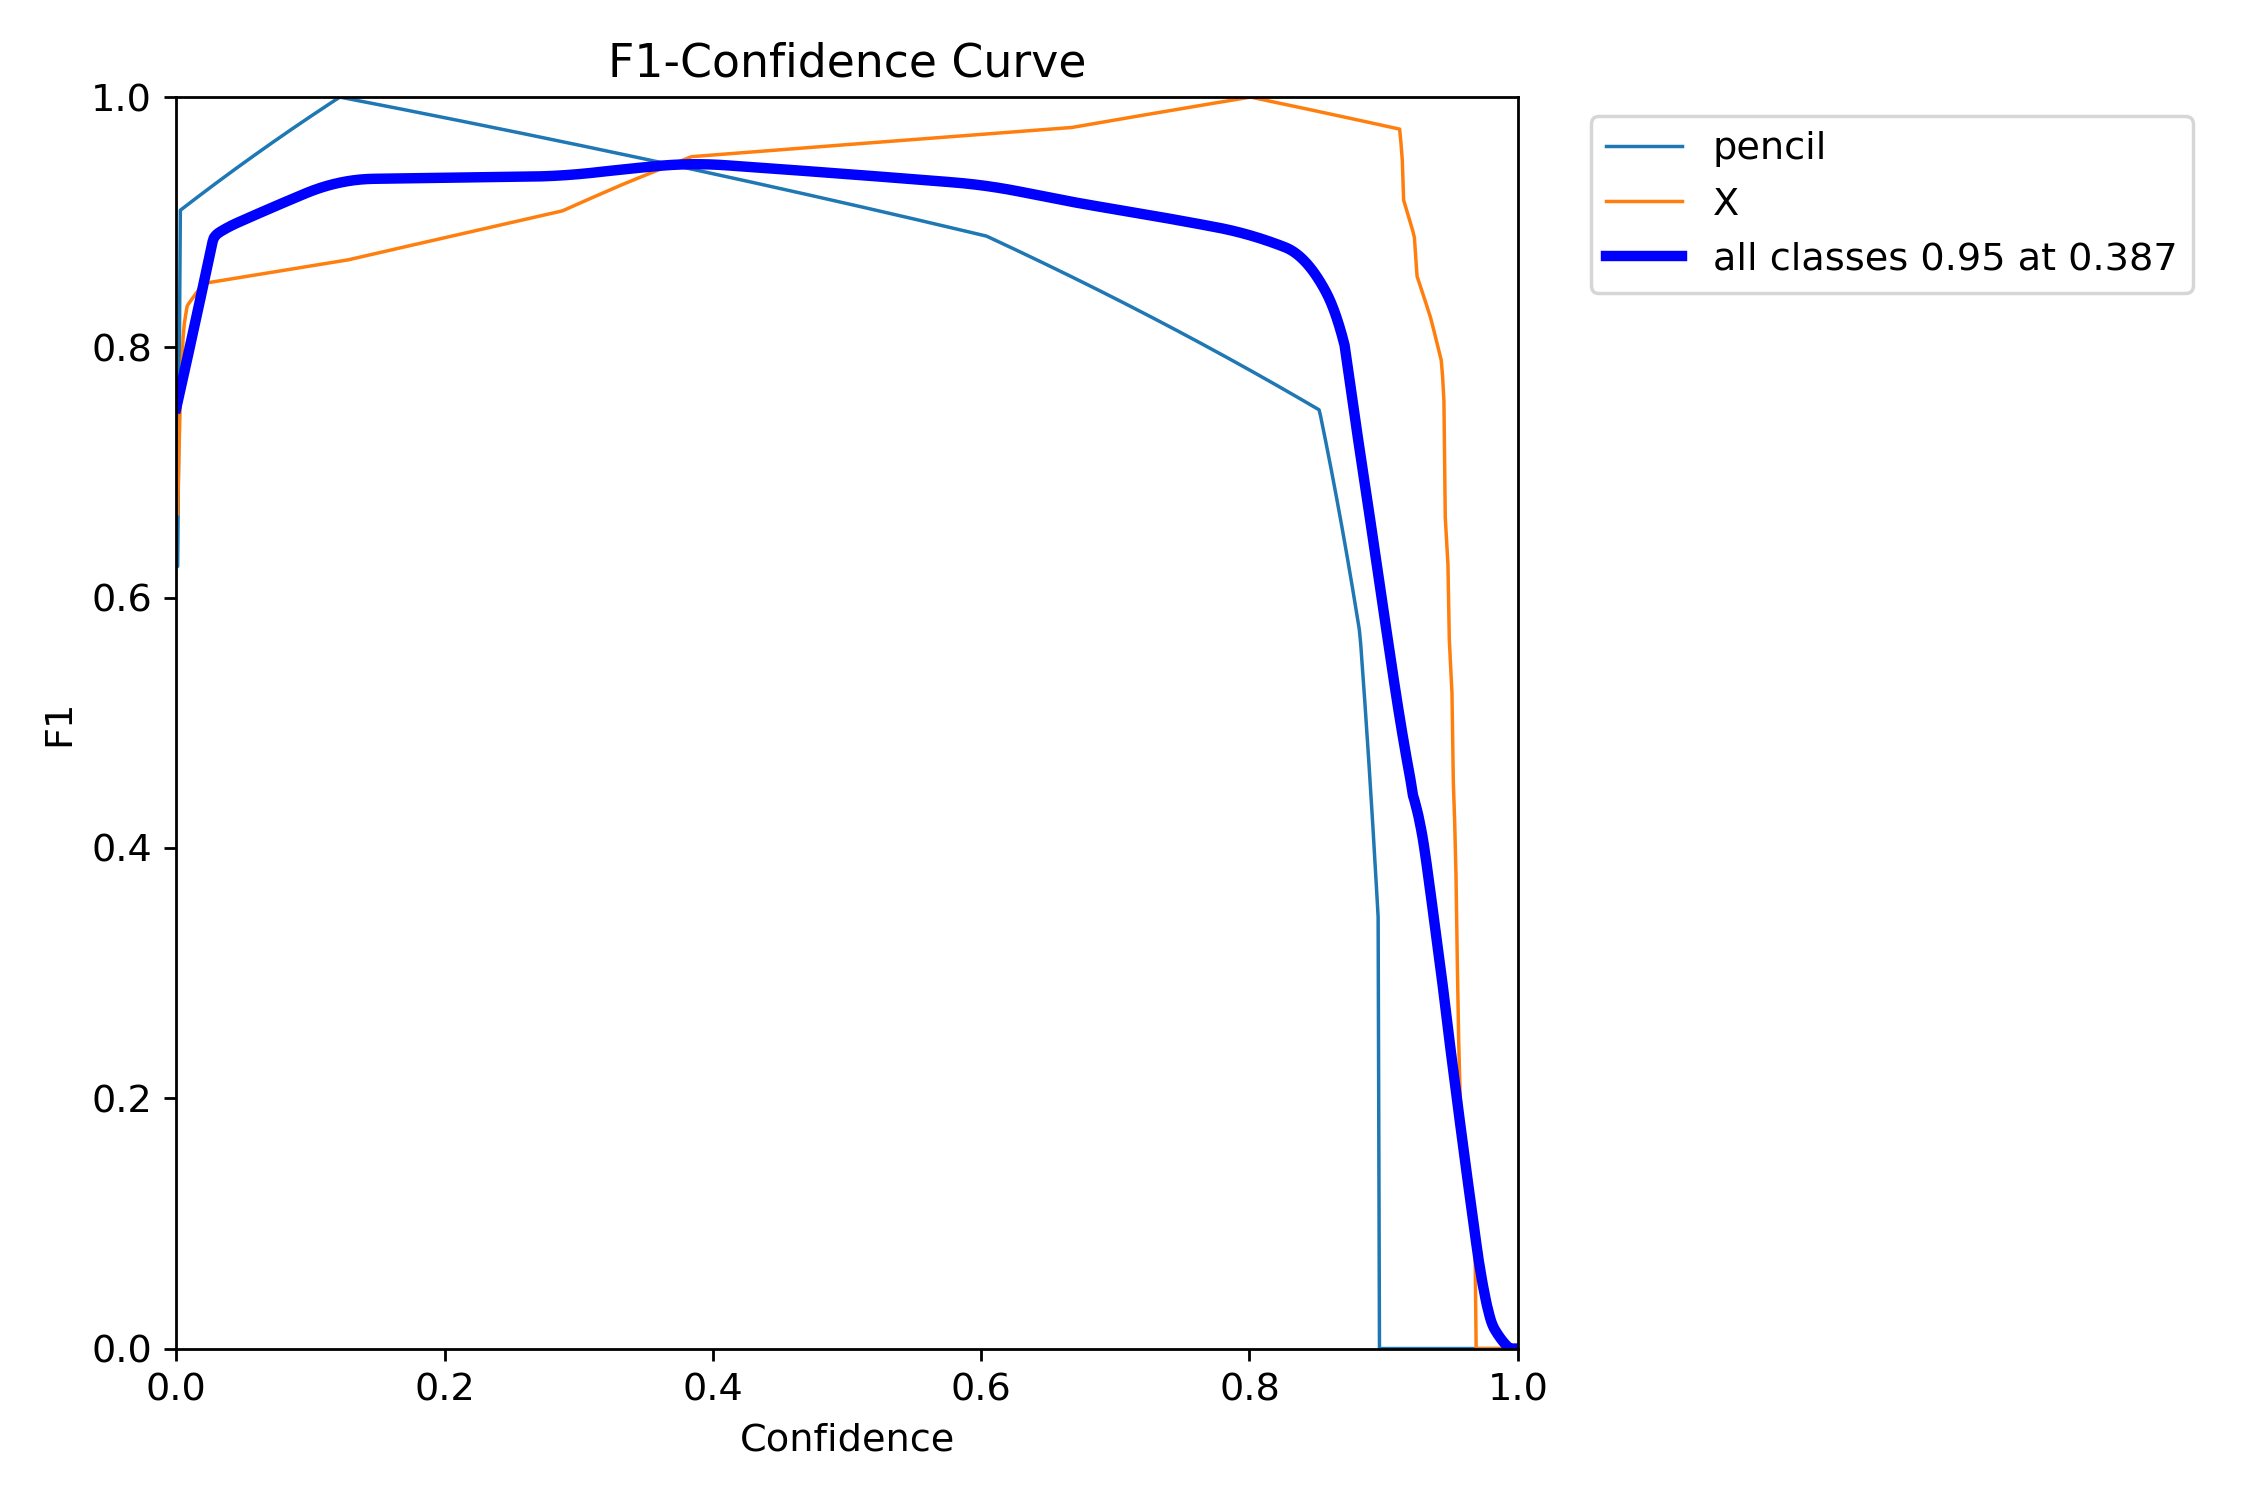 F1-Confidence Curve
1.0
0.8
0.6
0.4
0.2
0.0
F1
0.0 0.2 0.4 0.6 0.8 1.0
Confidence
pencil
X
all classes 0.95 at 0.387